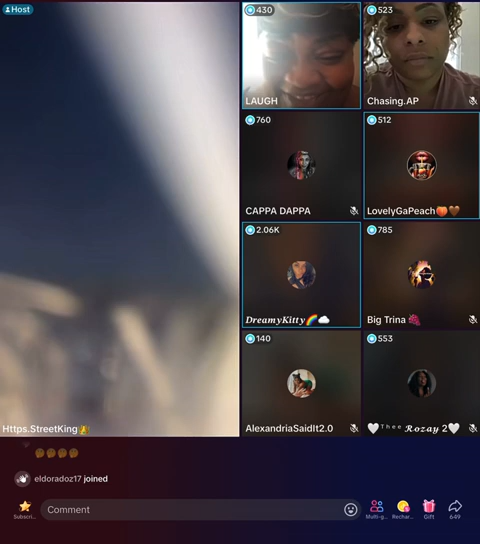 Host
430
LAUGH
523
Chasing.AP
760
CAPPA DAPPA
512
LovelyGaPeach🍑🤎
2.06K
DreamyKitty🌈☁️
785
Big Trina 🍇
140
AlexandriaSaidIt2.0
553
🤍ᵀʰᵉᵉ 𝓡𝓸𝔃𝓪𝔂 2🤍
Https.StreetKing
eldoradoz17 joined
Comment
Subscri...
Multi-g...
Rechar...
Gift
649